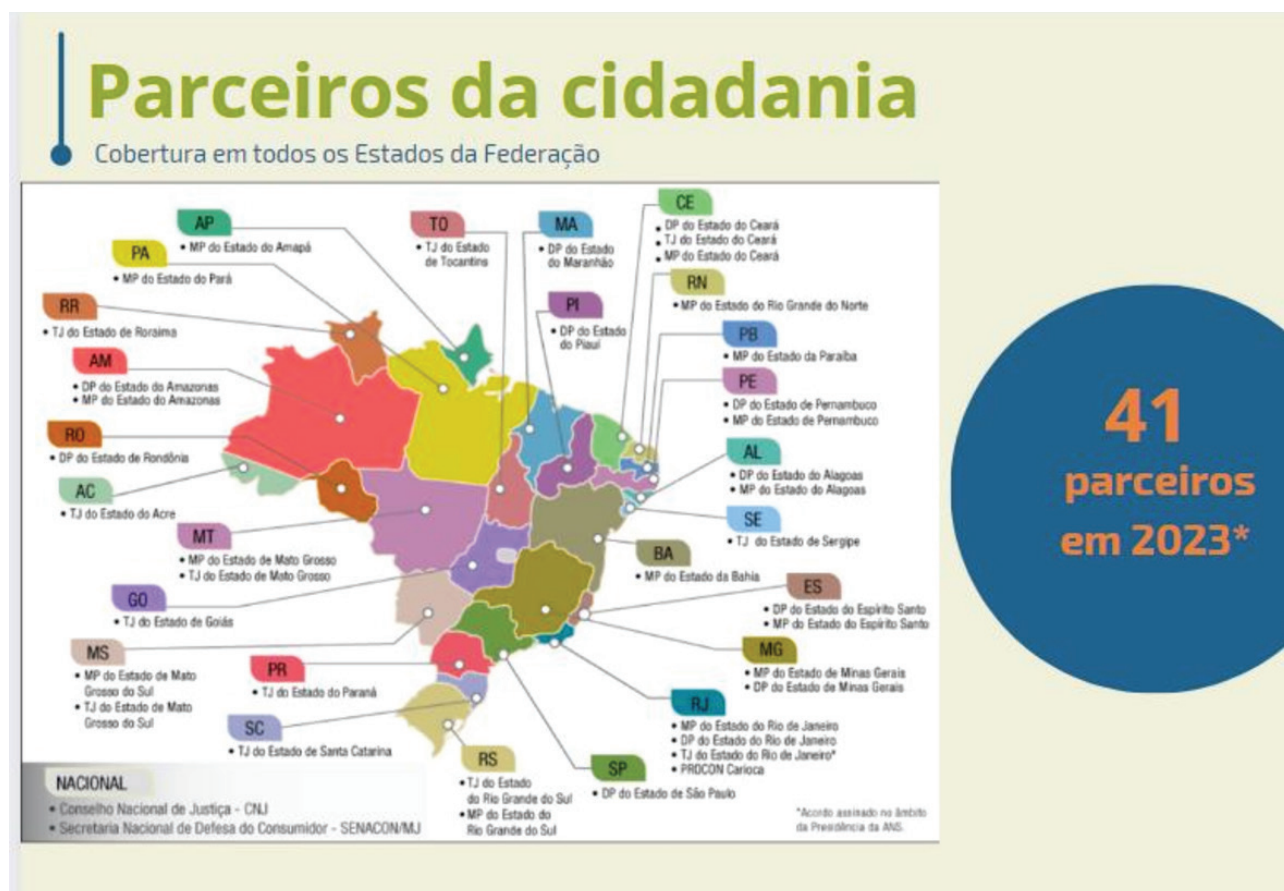 Parceiros da cidadania
Cobertura em todos os Estados da Federação
AP
• MP do Estado do Amapá
PA
• MP do Estado do Pará
RR
• TJ do Estado de Roraima
AM
• DP do Estado do Amazonas
• MP do Estado do Amazonas
RO
• DP do Estado de Rondônia
AC
• TJ do Estado do Acre
MT
• MP do Estado de Mato Grosso
• TJ do Estado de Mato Grosso
GO
• TJ do Estado de Goiás
MS
• MP do Estado de Mato
Grosso do Sul
• TJ do Estado de Mato
Grosso do Sul
PR
• TJ do Estado do Paraná
SC
• TJ do Estado de Santa Catarina
RS
• TJ do Estado
do Rio Grande do Sul
• MP do Estado do
Rio Grande do Sul
TO
• TJ do Estado
de Tocantins
MA
• DP do Estado
do Maranhão
PI
• DP do Estado
do Piauí
CE
• DP do Estado do Ceará
• TJ do Estado do Ceará
• MP do Estado do Ceará
RN
• MP do Estado do Rio Grande do Norte
PB
• MP do Estado da Paraíba
PE
• DP do Estado de Pernambuco
• MP do Estado de Pernambuco
AL
• DP do Estado do Alagoas
• MP do Estado do Alagoas
SE
• TJ do Estado de Sergipe
BA
• MP do Estado da Bahia
ES
• DP do Estado do Espírito Santo
• MP do Estado do Espírito Santo
MG
• MP do Estado de Minas Gerais
• DP do Estado de Minas Gerais
RJ
• MP do Estado do Rio de Janeiro
• DP do Estado do Rio de Janeiro
• TJ do Estado do Rio de Janeiro*
• PROCON Carioca
SP
• DP do Estado de São Paulo
NACIONAL
• Conselho Nacional de Justiça - CNJ
• Secretaria Nacional de Defesa do Consumidor - SENACON/MJ
*Acordo assinado no âmbito
da Presidência da ANS.
41
parceiros
em 2023*